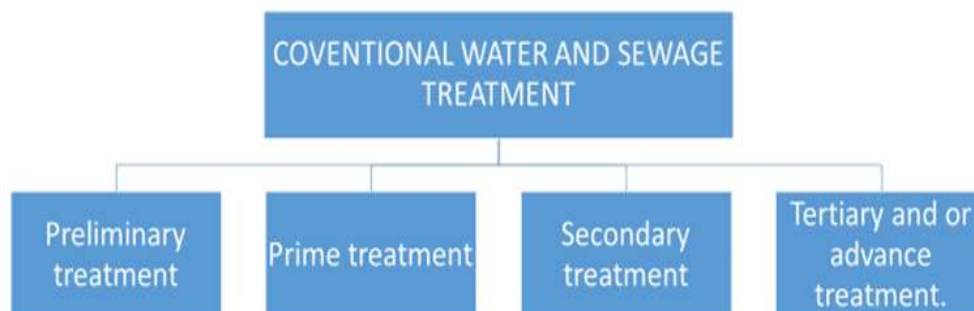 COVENTIONAL WATER AND SEWAGE
TREATMENT
Preliminary
treatment
Prime treatment
Secondary
treatment
Tertiary and or
advance
treatment.